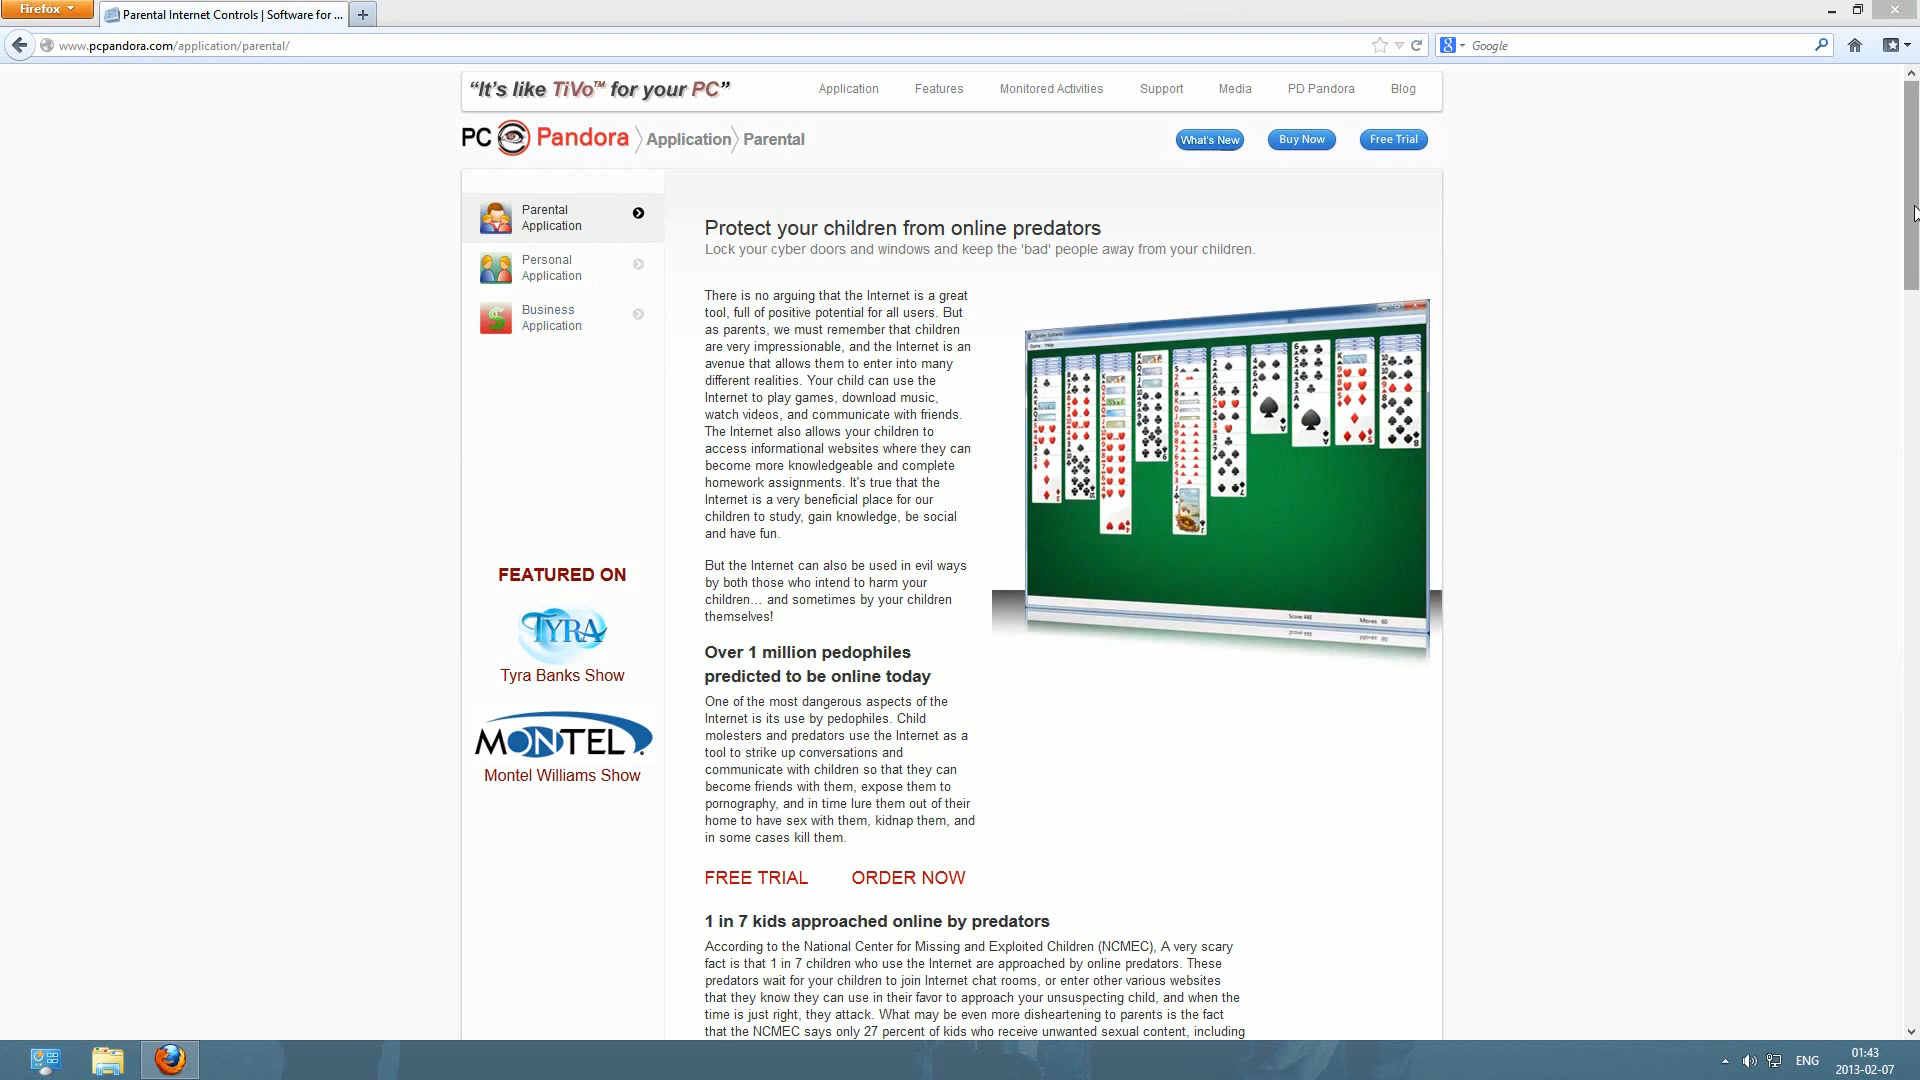 Firefox
Parental Internet Controls | Software for ...
www.pcpandora.com/application/parental/
Google
“It’s like TiVo™ for your PC”
Application
Features
Monitored Activities
Support
Media
PD Pandora
Blog
PC Pandora
Application
Parental
What's New
Buy Now
Free Trial
Parental
Application
Personal
Application
Business
Application
FEATURED ON
TYRA
Tyra Banks Show
MONTEL
Montel Williams Show
Protect your children from online predators
Lock your cyber doors and windows and keep the 'bad' people away from your children.
There is no arguing that the Internet is a great
tool, full of positive potential for all users. But
as parents, we must remember that children
are very impressionable, and the Internet is an
avenue that allows them to enter into many
different realities. Your child can use the
Internet to play games, download music,
watch videos, and communicate with friends.
The Internet also allows your children to
access informational websites where they can
become more knowledgeable and complete
homework assignments. It's true that the
Internet is a very beneficial place for our
children to study, gain knowledge, be social
and have fun.
But the Internet can also be used in evil ways
by both those who intend to harm your
children… and sometimes by your children
themselves!
Over 1 million pedophiles
predicted to be online today
One of the most dangerous aspects of the
Internet is its use by pedophiles. Child
molesters and predators use the Internet as a
tool to strike up conversations and
communicate with children so that they can
become friends with them, expose them to
pornography, and in time lure them out of their
home to have sex with them, kidnap them, and
in some cases kill them.
FREE TRIAL
ORDER NOW
1 in 7 kids approached online by predators
According to the National Center for Missing and Exploited Children (NCMEC), A very scary
fact is that 1 in 7 children who use the Internet are approached by online predators. These
predators wait for your children to join Internet chat rooms, or enter other various websites
that they know they can use in their favor to approach your unsuspecting child, and when the
time is just right, they attack. What may be even more disheartening to parents is the fact
that the NCMEC says only 27 percent of kids who receive unwanted sexual content, including
Spider Solitaire
Game Help
Score: 440
Moves: 60
ENG
01:43
2013-02-07